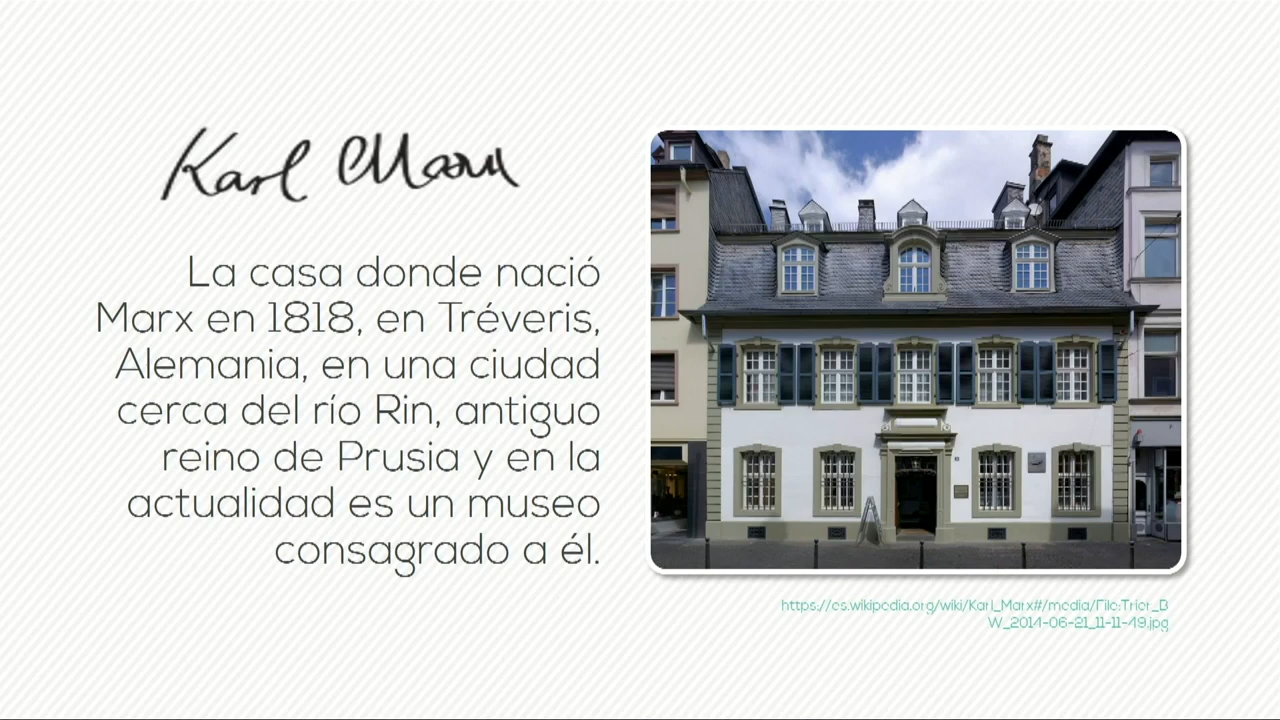 Karl Marx
La casa donde nació
Marx en 1818, en Tréveris,
Alemania, en una ciudad
cerca del río Rin, antiguo
reino de Prusia y en la
actualidad es un museo
consagrado a él.
https://es.wikipedia.org/wiki/Karl_Marx#/media/File:Trier_B
W_2014-06-21_11-11-49.jpg